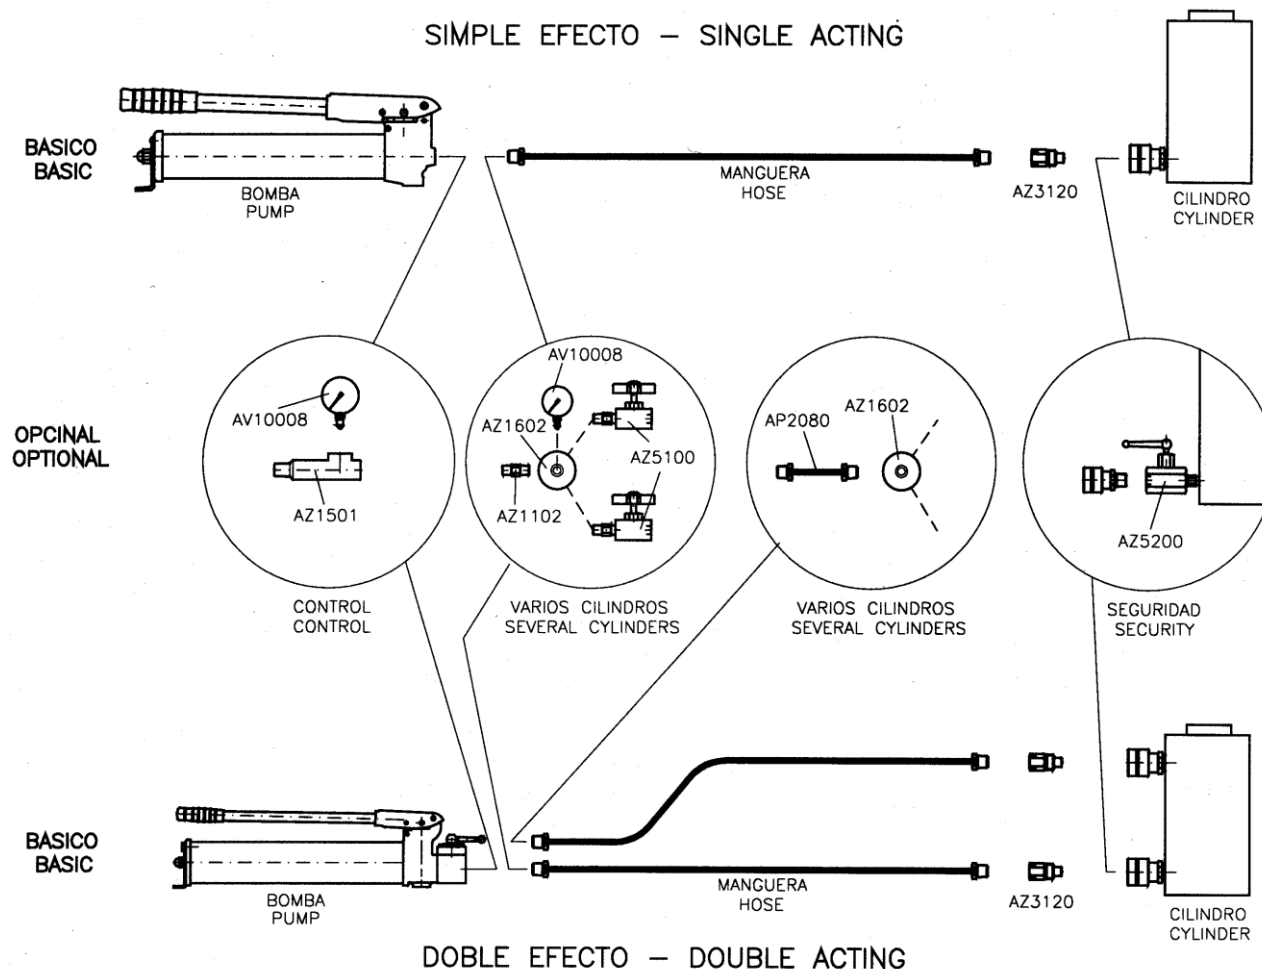 SIMPLE EFECTO — SINGLE ACTING
BASICO
BASIC
BOMBA
PUMP
MANGUERA
HOSE
AZ3120
CILINDRO
CYLINDER
OPCINAL
OPTIONAL
AV10008
AZ1501
AV10008
AZ1602
AZ5100
AZ1102
AP2080
AZ1602
AZ5200
CONTROL
CONTROL
VARIOS CILINDROS
SEVERAL CYLINDERS
VARIOS CILINDROS
SEVERAL CYLINDERS
SEGURIDAD
SECURITY
BASICO
BASIC
BOMBA
PUMP
MANGUERA
HOSE
AZ3120
CILINDRO
CYLINDER
DOBLE EFECTO — DOUBLE ACTING